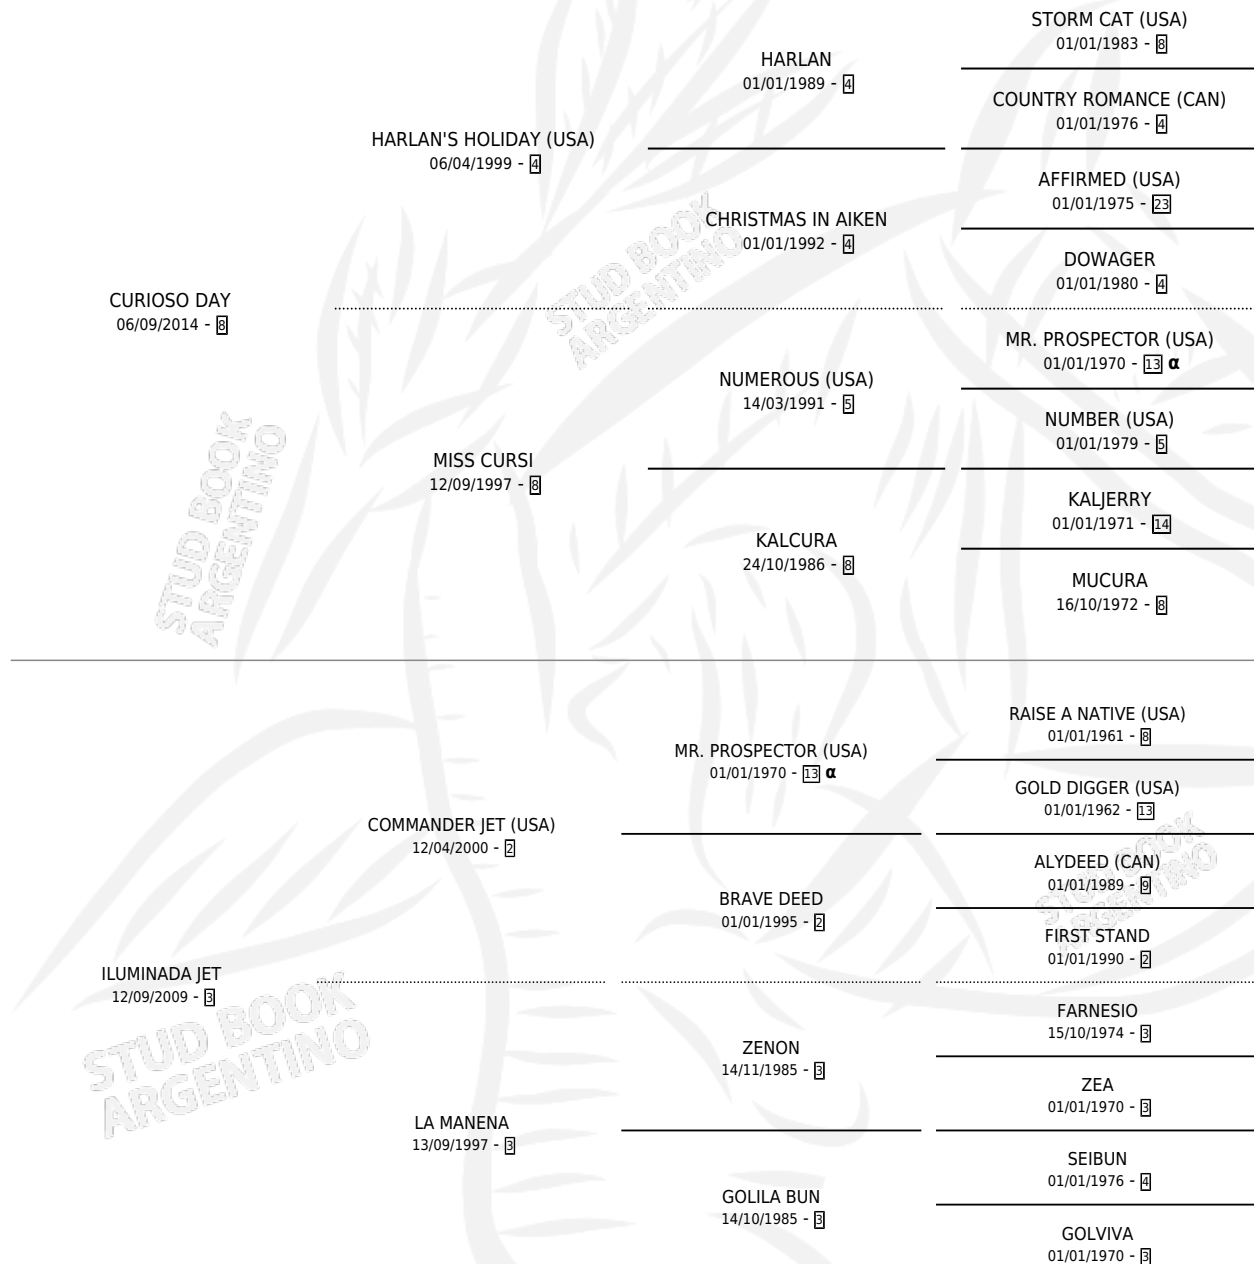 STORM CAT (USA)
01/01/1983 - 8
HARLAN
01/01/1989 - 4
COUNTRY ROMANCE (CAN)
01/01/1976 - 4
HARLAN'S HOLIDAY (USA)
06/04/1999 - 4
AFFIRMED (USA)
01/01/1975 - 23
CHRISTMAS IN AIKEN
01/01/1992 - 4
DOWAGER
01/01/1980 - 4
CURIOSO DAY
06/09/2014 - 8
MR. PROSPECTOR (USA)
01/01/1970 - 13 α
NUMEROUS (USA)
14/03/1991 - 5
NUMBER (USA)
01/01/1979 - 5
MISS CURSI
12/09/1997 - 8
KALJERRY
01/01/1971 - 14
KALCURA
24/10/1986 - 8
MUCURA
16/10/1972 - 8
RAISE A NATIVE (USA)
01/01/1961 - 8
MR. PROSPECTOR (USA)
01/01/1970 - 13 α
GOLD DIGGER (USA)
01/01/1962 - 13
COMMANDER JET (USA)
12/04/2000 - 2
ALYDEED (CAN)
01/01/1989 - 9
BRAVE DEED
01/01/1995 - 2
FIRST STAND
01/01/1990 - 2
ILUMINADA JET
12/09/2009 - 3
FARNESIO
15/10/1974 - 3
ZENON
14/11/1985 - 3
ZEA
01/01/1970 - 3
LA MANENA
13/09/1997 - 3
SEIBUN
01/01/1976 - 4
GOLILA BUN
14/10/1985 - 3
GOLVIVA
01/01/1970 - 3
STUD BOOK
ARGENTINO
STUD BOOK
ARGENTINO
STUD BOOK
ARGENTINO
STUD BOOK
ARGENTINO